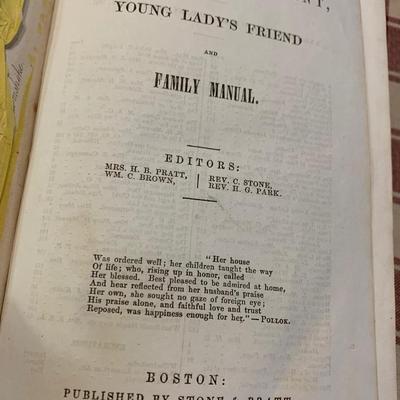 YOUNG LADY'S FRIEND
AND
FAMILY MANUAL.
EDITORS:
MRS. H. B. PRATT, | REV. C. STONE,
WM. C. BROWN, | REV. H. G. PARK.
"Her house
Was ordered well; her children taught the way
Of life; who, rising up in honor, called
Her blessed. Best pleased to be admired at home,
And hear reflected from her husband's praise
Her own, she sought no gaze of foreign eye;
His praise alone, and faithful love and trust
Reposed, was happiness enough for her."—POLLOK.
BOSTON:
PUBLISHED BY STONE & PRATT